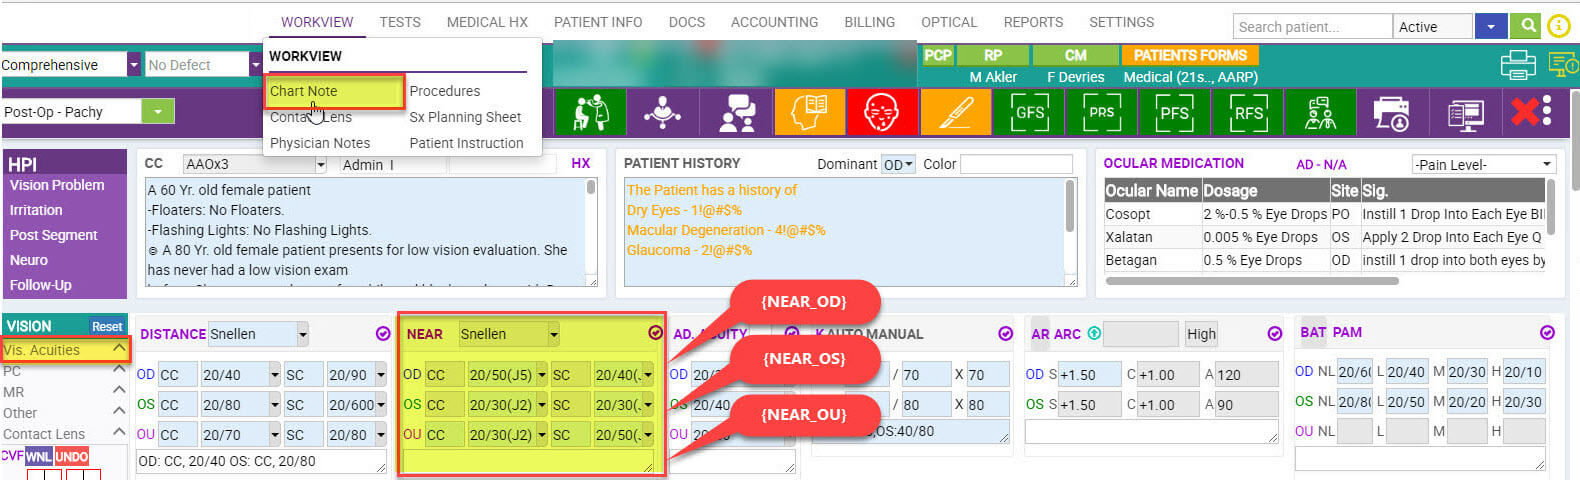 WORKVIEW TESTS MEDICAL HX PATIENT INFO DOCS ACCOUNTING BILLING OPTICAL REPORTS SETTINGS
Search patient... Active
WORKVIEW
Comprehensive No Defect
PCP RP CM PATIENTS FORMS
M Akler F Devries Medical (21s.., AARP)
Chart Note Procedures
Contact Lens Sx Planning Sheet
Physician Notes Patient Instruction
Post-Op - Pachy
GFS PRS PFS RFS
HPI
Vision Problem
Irritation
Post Segment
Neuro
Follow-Up
CC AAOx3 Admin HX
A 60 Yr. old female patient
-Floaters: No Floaters.
-Flashing Lights: No Flashing Lights.
A 80 Yr. old female patient presents for low vision evaluation. She
has never had a low vision exam
PATIENT HISTORY Dominant OD Color
The Patient has a history of
Dry Eyes - 1!@#$%
Macular Degeneration - 4!@#$%
Glaucoma - 2!@#$%
OCULAR MEDICATION AD - N/A -Pain Level-
Ocular Name Dosage Site Sig.
Cosopt 2 %-0.5 % Eye Drops PO Instill 1 Drop Into Each Eye BI
Xalatan 0.005 % Eye Drops OS Apply 2 Drop Into Each Eye Q
Betagan 0.5 % Eye Drops OD instill 1 drop into both eyes by
VISION Reset
Vis. Acuities
PC
MR
Other
Contact Lens
CVF WNL UNDO
DISTANCE Snellen
OD CC 20/40 SC 20/90
OS CC 20/80 SC 20/600
OU CC 20/70 SC 20/80
OD: CC, 20/40 OS: CC, 20/80
NEAR Snellen
OD CC 20/50(J5) SC 20/40(
OS CC 20/30(J2) SC 20/30(
OU CC 20/30(J2) SC 20/50(
{NEAR_OD}
{NEAR_OS}
{NEAR_OU}
AD. ACUITY
OD 20/
OS 20/40
OU 20/
K AUTO MANUAL
/ 70 X 70
/ 80 X 80
,OS:40/80
AR ARC High
OD S +1.50 C +1.00 A 120
OS S +1.50 C +1.00 A 90
BAT PAM
OD NL 20/60 L 20/40 M 20/30 H 20/10
OS NL 20/80 L 20/50 M 20/20 H 20/30
OU NL L M H